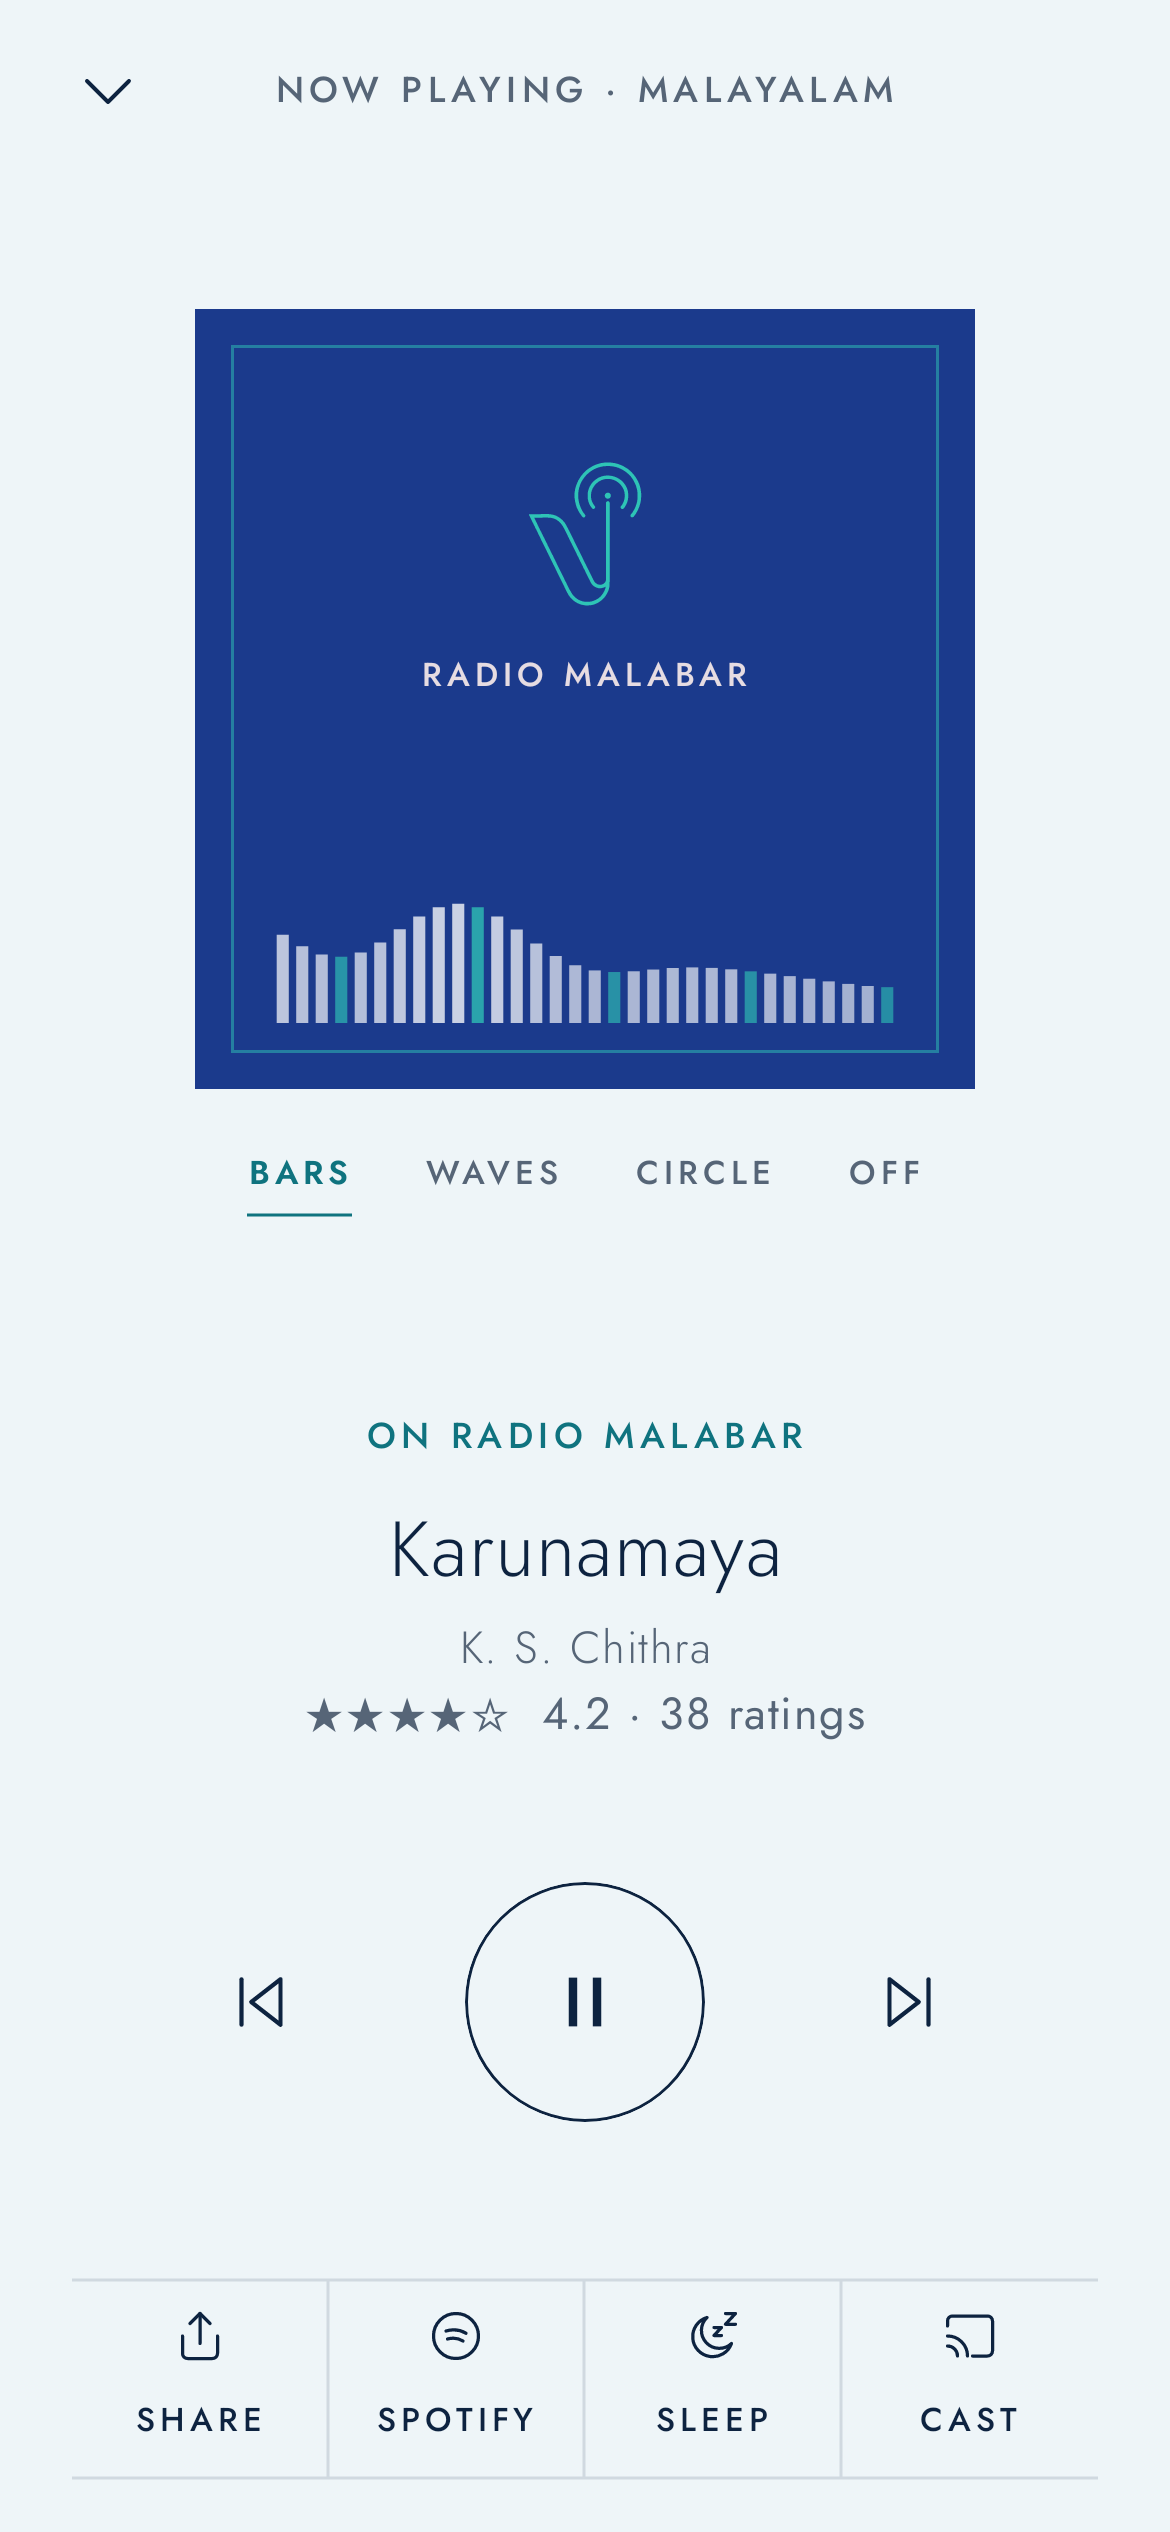 NOW PLAYING · MALAYALAM
RADIO MALABAR
BARS WAVES CIRCLE OFF
ON RADIO MALABAR
Karunamaya
K. S. Chithra
★★★★☆ 4.2 · 38 ratings
SHARE SPOTIFY SLEEP CAST